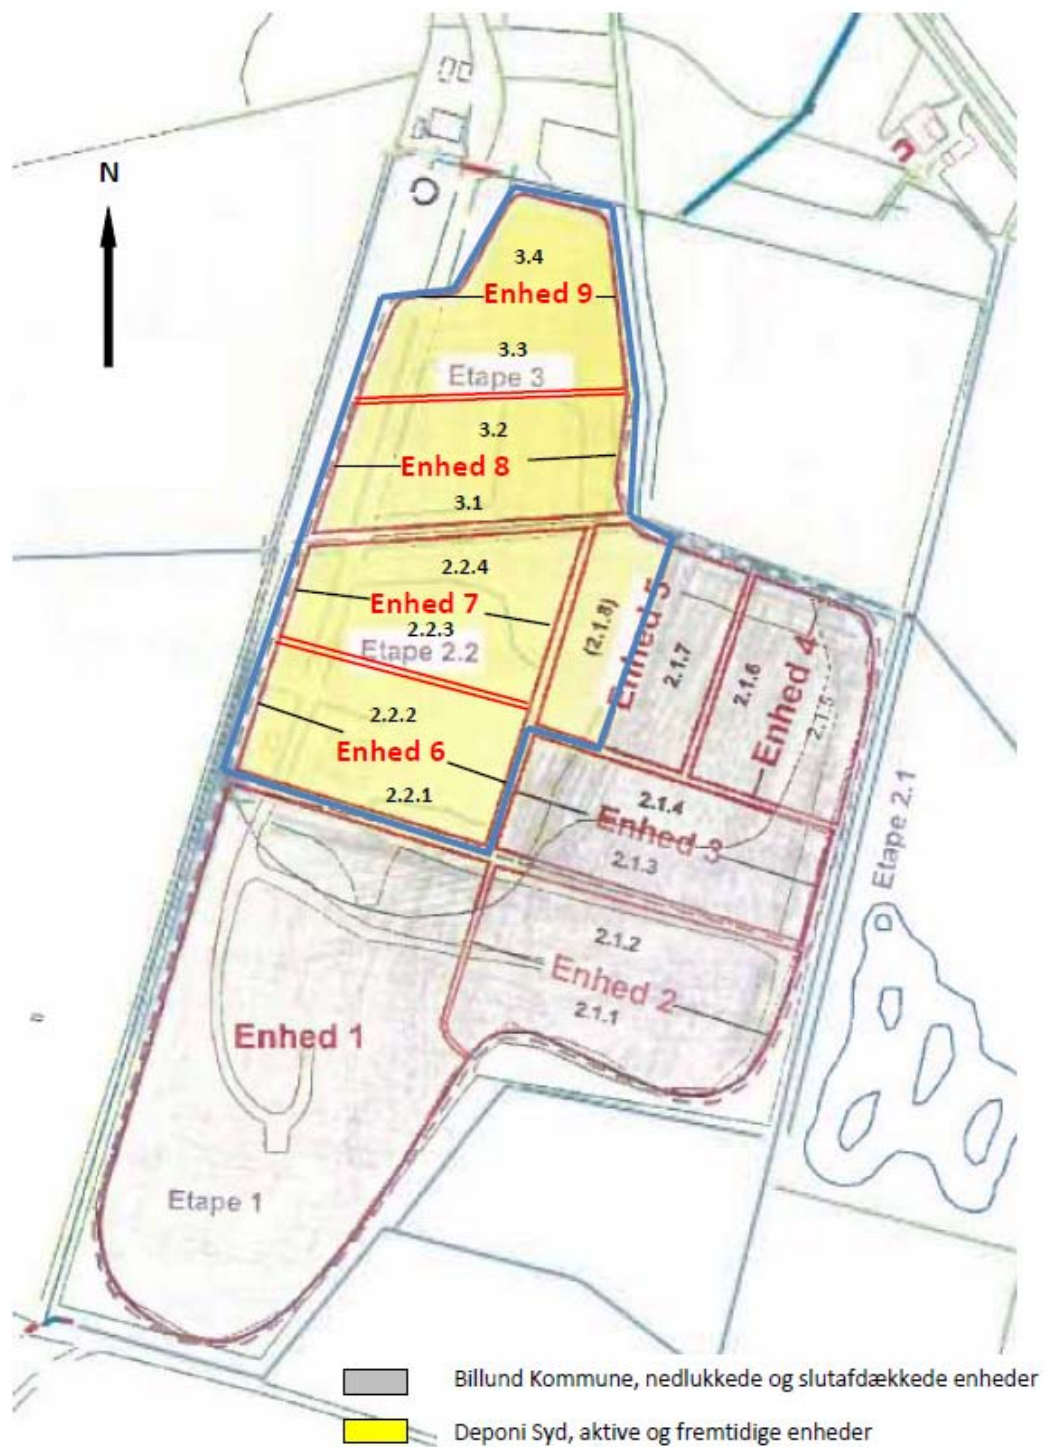 N
3.4
Enhed 9
3.3
Etape 3
3.2
Enhed 8
3.1
2.2.4
Enhed 7
2.2.3
Etape 2.2
(2.1.8)
Enhed 5
2.1.7
2.1.6
Enhed 4
2.1.5
2.2.2
Enhed 6
2.2.1
2.1.4
Enhed 3
2.1.3
Etape 2.1
2.1.2
Enhed 2
2.1.1
Enhed 1
Etape 1
Billund Kommune, nedlukkede og slutafdækkede enheder
Deponi Syd, aktive og fremtidige enheder